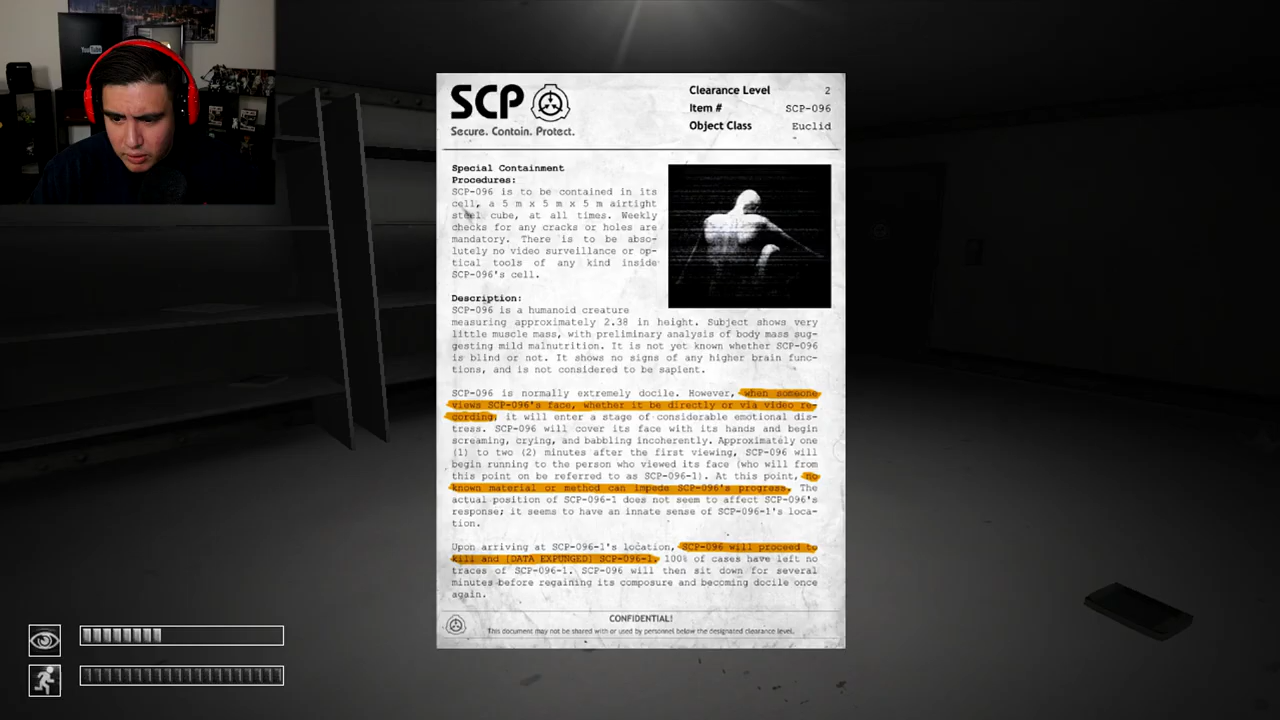 YouTube
SCP
Secure. Contain. Protect.
Clearance Level 2
Item # SCP-096
Object Class Euclid
Special Containment
Procedures:
SCP-096 is to be contained in its
cell, a 5 m x 5 m x 5 m airtight
steel cube, at all times. Weekly
checks for any cracks or holes are
mandatory. There is to be abso-
lutely no video surveillance or op-
tical tools of any kind inside
SCP-096's cell.
Description:
SCP-096 is a humanoid creature
measuring approximately 2.38 in height. Subject shows very
little muscle mass, with preliminary analysis of body mass sug-
gesting mild malnutrition. It is not yet known whether SCP-096
is blind or not. It shows no signs of any higher brain func-
tions, and is not considered to be sapient.
SCP-096 is normally extremely docile. However, when someone
views SCP-096's face, whether it be directly or via video re-
cording, it will enter a stage of considerable emotional dis-
tress. SCP-096 will cover its face with its hands and begin
screaming, crying, and babbling incoherently. Approximately one
(1) to two (2) minutes after the first viewing, SCP-096 will
begin running to the person who viewed its face (who will from
this point on be referred to as SCP-096-1). At this point, no
known material or method can impede SCP-096's progress. The
actual position of SCP-096-1 does not seem to affect SCP-096's
response; it seems to have an innate sense of SCP-096-1's loca-
tion.
Upon arriving at SCP-096-1's location, SCP-096 will proceed to
kill and [DATA EXPUNGED] SCP-096-1. 100% of cases have left no
traces of SCP-096-1. SCP-096 will then sit down for several
minutes before regaining its composure and becoming docile once
again.
CONFIDENTIAL!
This document may not be shared with or used by personnel below the designated clearance level.